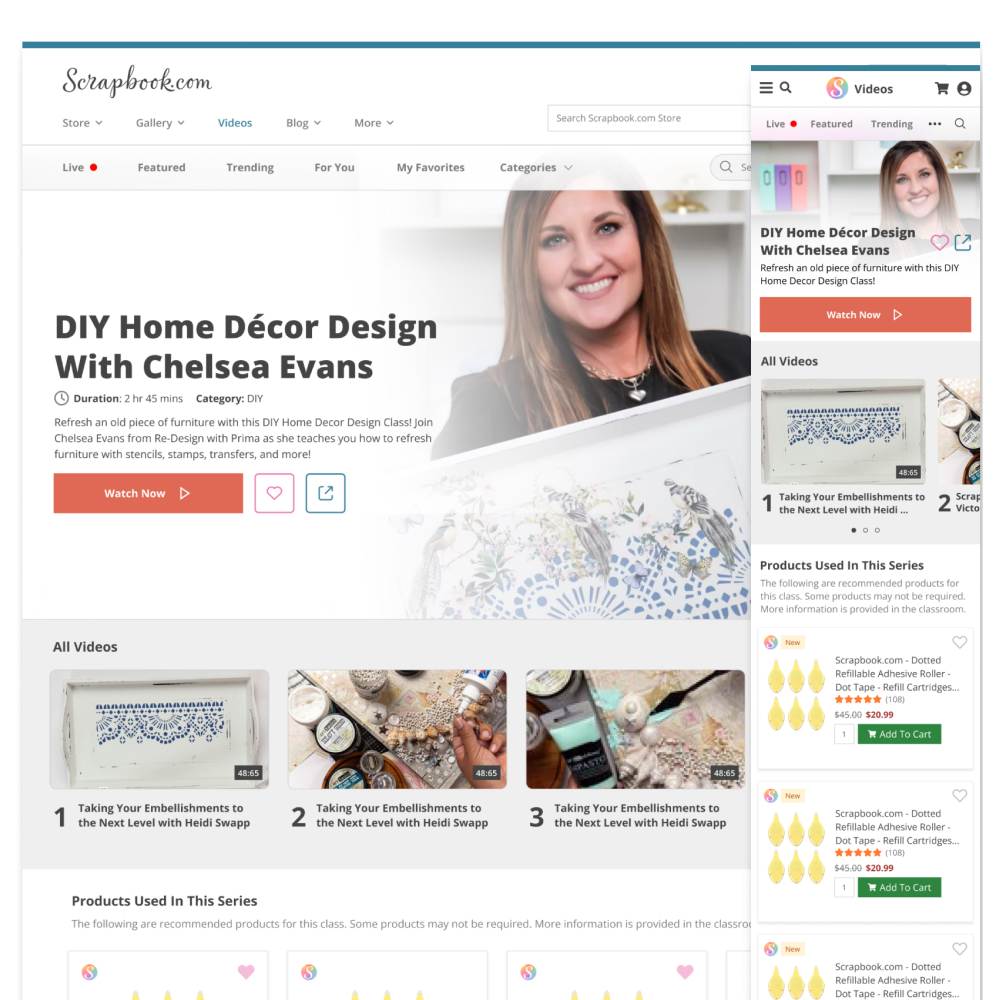 Scrapbook.com
Store Gallery Videos Blog More
Search Scrapbook.com Store
Live Featured Trending For You My Favorites Categories
DIY Home Décor Design
With Chelsea Evans
Duration: 2 hr 45 mins Category: DIY
Refresh an old piece of furniture with this DIY Home Decor Design Class! Join
Chelsea Evans from Re-Design with Prima as she teaches you how to refresh
furniture with stencils, stamps, transfers, and more!
Watch Now
All Videos
48:65 48:65 48:65
1 Taking Your Embellishments to
the Next Level with Heidi Swapp
2 Taking Your Embellishments to
the Next Level with Heidi Swapp
3 Taking Your Embellishments to
the Next Level with Heidi Swapp
Products Used In This Series
The following are recommended products for this class. Some products may not be required. More information is provided in the classro
S S S
S Videos
Live Featured Trending
DIY Home Décor Design
With Chelsea Evans
Refresh an old piece of furniture with this DIY
Home Decor Design Class!
Watch Now
All Videos
48:65
1 Taking Your Embellishments to
the Next Level with Heidi ...
2 Scrap
Victo
Products Used In This Series
The following are recommended products for
this class. Some products may not be required.
More information is provided in the classroom.
S New
Scrapbook.com - Dotted
Refillable Adhesive Roller -
Dot Tape - Refill Cartridges...
(108)
$45.00 $20.99
1 Add To Cart
S New
Scrapbook.com - Dotted
Refillable Adhesive Roller -
Dot Tape - Refill Cartridges...
(108)
$45.00 $20.99
1 Add To Cart
S New
Scrapbook.com - Dotted
Refillable Adhesive Roller -
Dot Tape - Refill Cartridges...